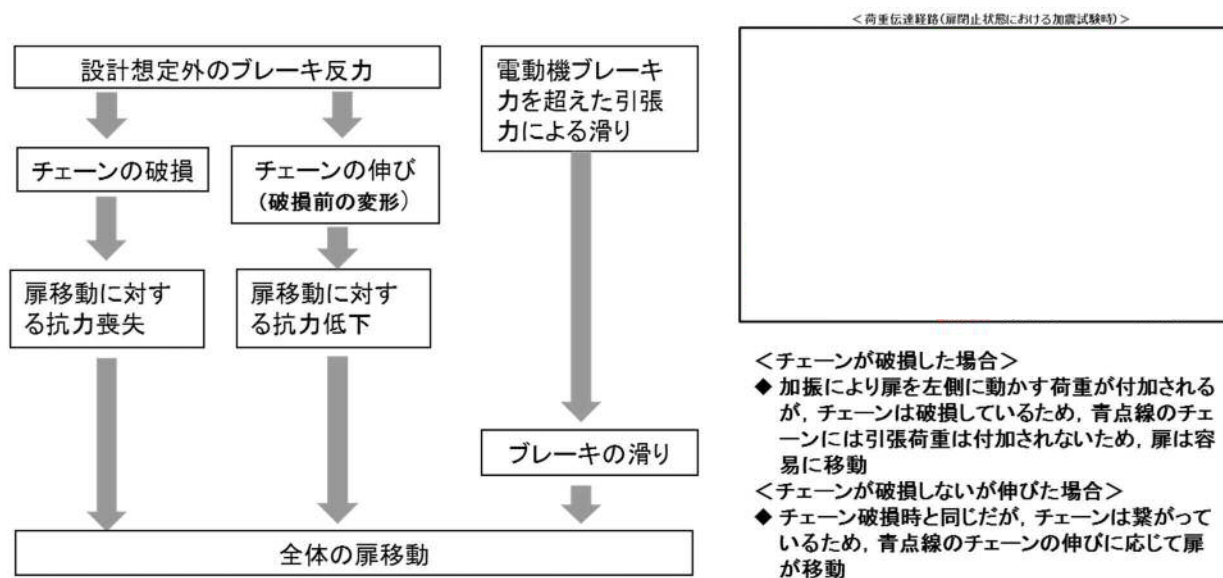 設計想定外のブレーキ反力
チェーンの破損
チェーンの伸び
(破損前の変形)
扉移動に対す
る抗力喪失
扉移動に対す
る抗力低下
電動機ブレーキ
力を超えた引張
力による滑り
ブレーキの滑り
全体の扉移動
<荷重伝達経路(扉閉止状態における加震試験時)>
<チェーンが破損した場合>
◆ 加振により扉を左側に動かす荷重が付加される
が，チェーンは破損しているため，青点線のチェ
ーンには引張荷重は付加されないため，扉は容
易に移動
<チェーンが破損しないが伸びた場合>
◆ チェーン破損時と同じだが，チェーンは繋がって
いるため，青点線のチェーンの伸びに応じて扉
が移動